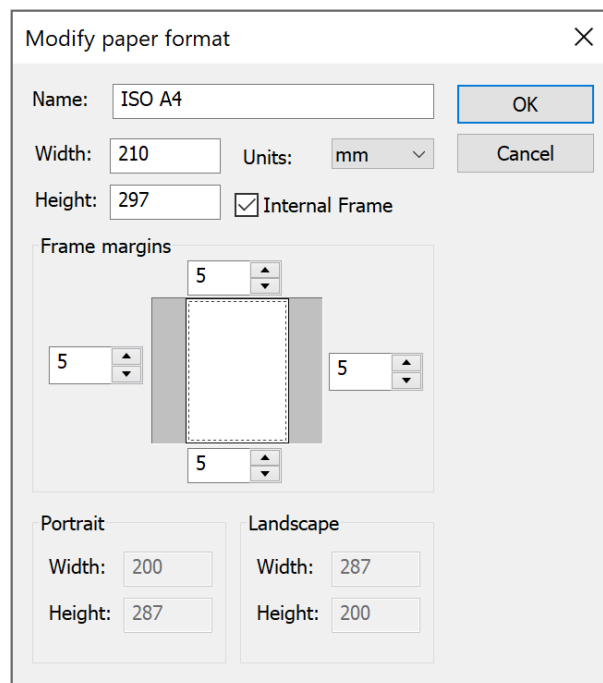 Modify paper format
Name: ISO A4 OK
Width: 210 Units: mm Cancel
Height: 297 Internal Frame
Frame margins
5
5 5
5
Portrait Landscape
Width: 200 Width: 287
Height: 287 Height: 200